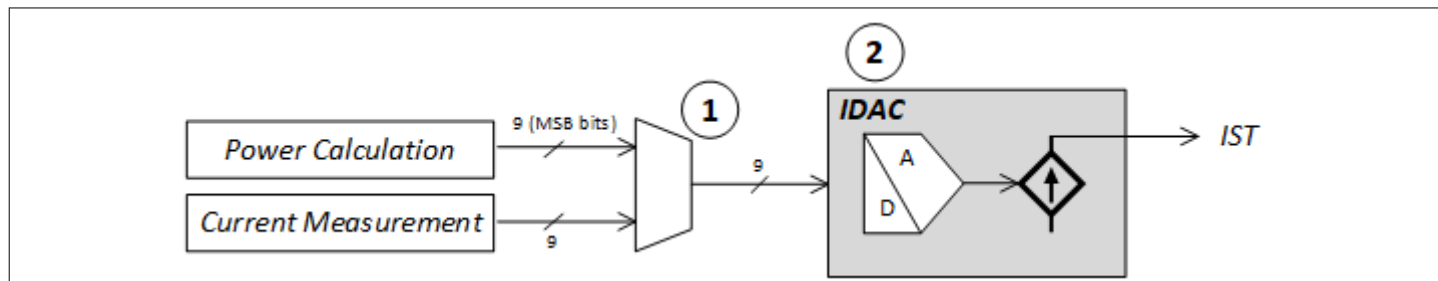 2
1
IDAC
9 (MSB bits)
Power Calculation
A
IST
9
D
Current Measurement
9